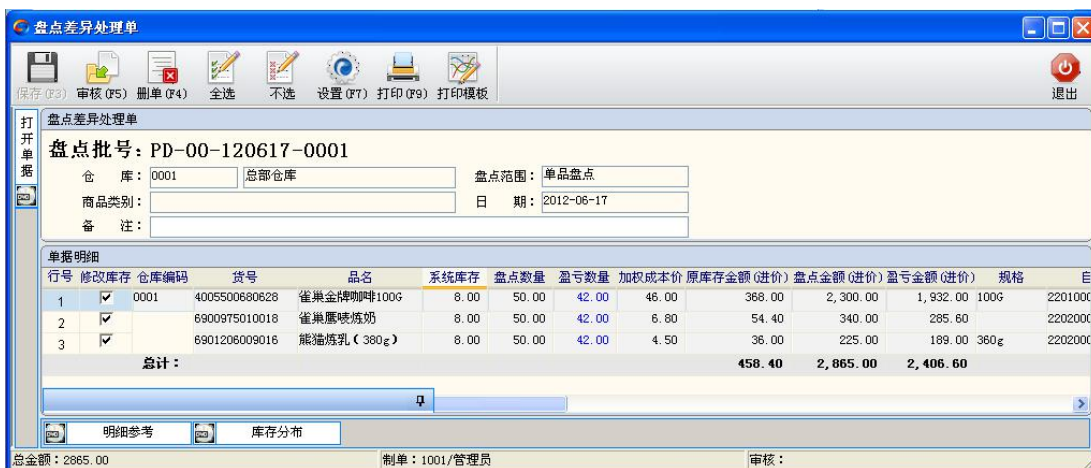 盘点差异处理单
保存(F3) 审核(F5) 删单(F4) 全选 不选 设置(F7) 打印(F9) 打印模板 退出
打开单据
盘点差异处理单
盘点批号：PD-00-120617-0001
仓 库：0001 总部仓库 盘点范围：单品盘点
商品类别： 日 期：2012-06-17
备 注：
单据明细
行号 修改库存 仓库编码 货号 品名 系统库存 盘点数量 盈亏数量 加权成本价 原库存金额(进价) 盘点金额(进价) 盈亏金额(进价) 规格
1 0001 4005500680628 雀巢金牌咖啡100G 8.00 50.00 42.00 46.00 368.00 2,300.00 1,932.00 100G 2201000
2 6900975010018 雀巢鹰唛炼奶 8.00 50.00 42.00 6.80 54.40 340.00 285.60 2202000
3 6901206009016 熊猫炼乳(380g) 8.00 50.00 42.00 4.50 36.00 225.00 189.00 360g 2202000
总计： 458.40 2,865.00 2,406.60
明细参考 库存分布
总金额：2865.00 制单：1001/管理员 审核：